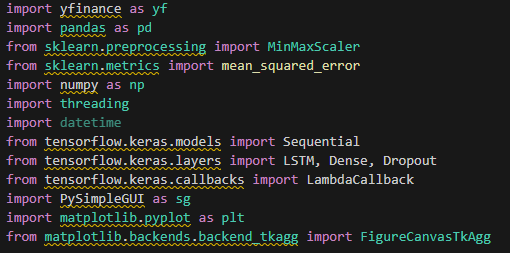 import yfinance as yf
import pandas as pd
from sklearn.preprocessing import MinMaxScaler
from sklearn.metrics import mean_squared_error
import numpy as np
import threading
import datetime
from tensorflow.keras.models import Sequential
from tensorflow.keras.layers import LSTM, Dense, Dropout
from tensorflow.keras.callbacks import LambdaCallback
import PySimpleGUI as sg
import matplotlib.pyplot as plt
from matplotlib.backends.backend_tkagg import FigureCanvasTkAgg